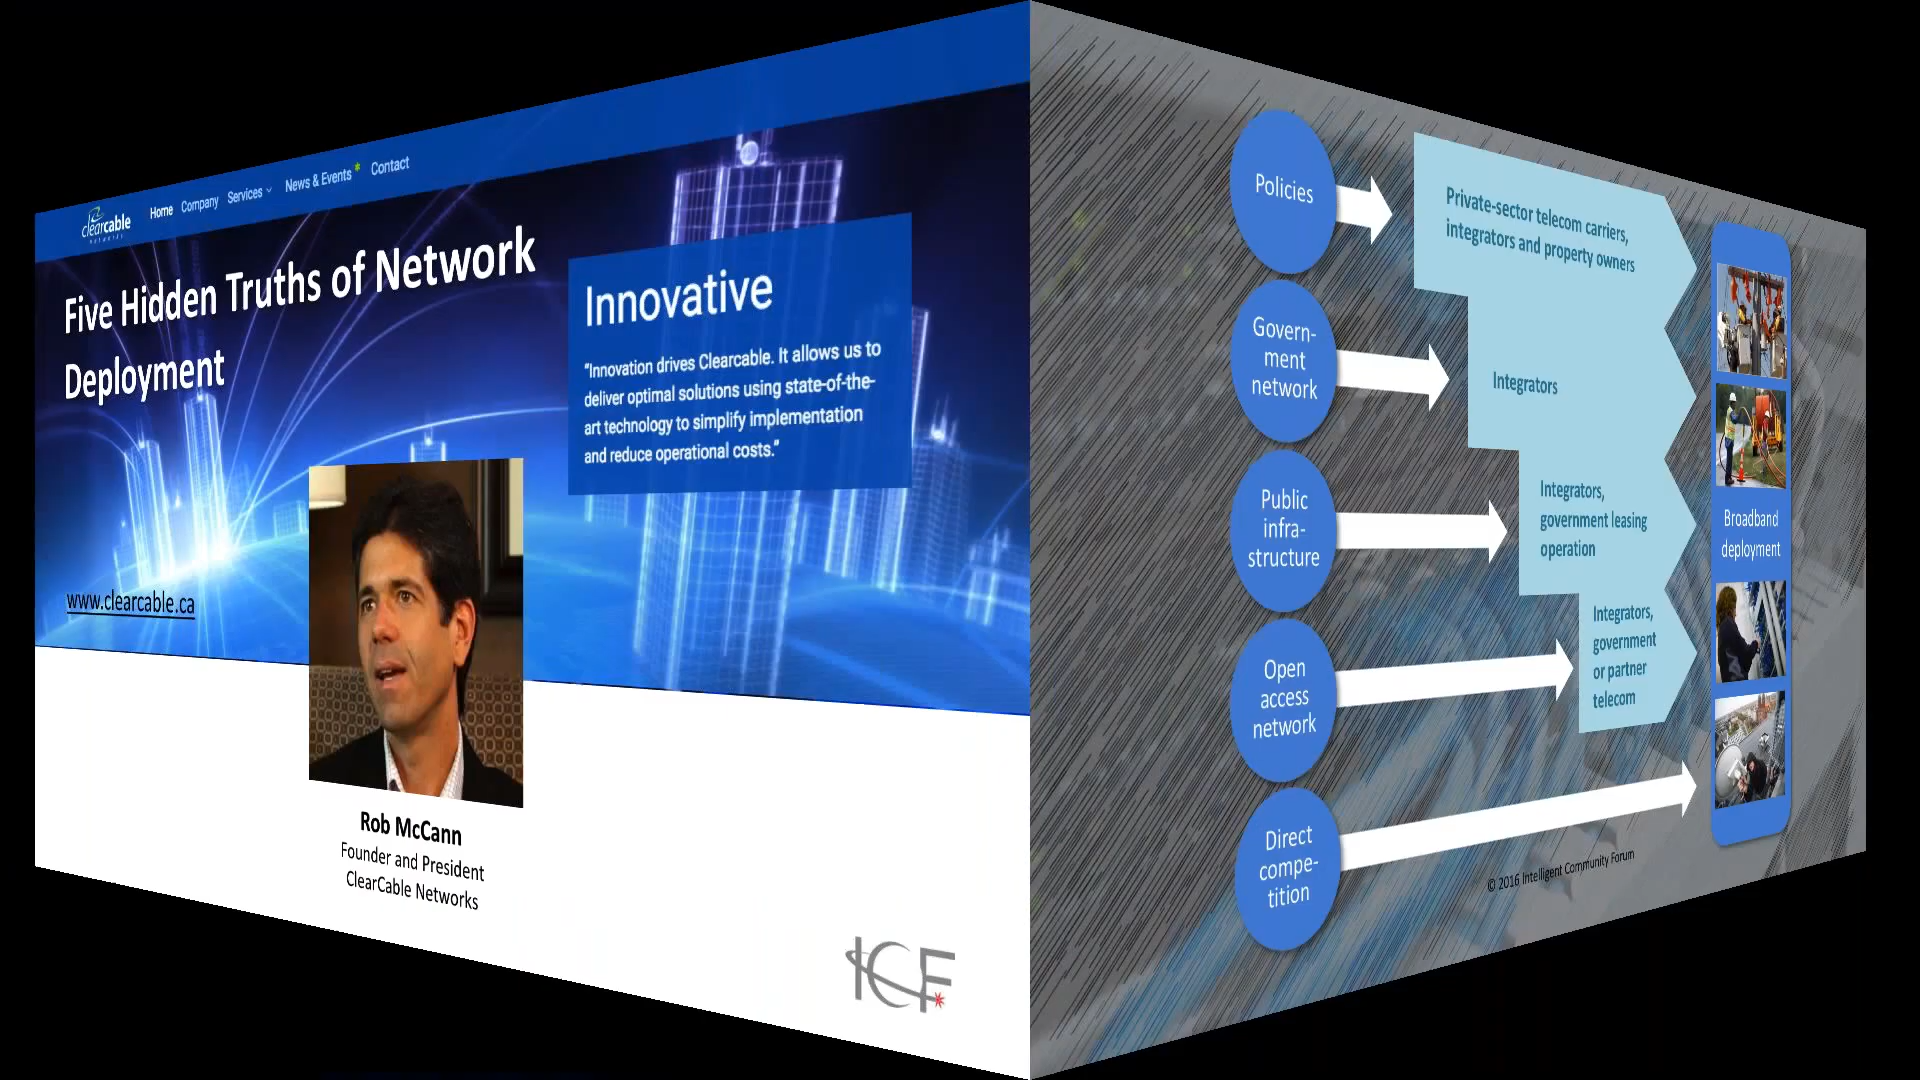 clearcable
networks
Home Company Services News & Events * Contact
Five Hidden Truths of Network
Deployment
Innovative
“Innovation drives Clearcable. It allows us to
deliver optimal solutions using state-of-the-
art technology to simplify implementation
and reduce operational costs.”
www.clearcable.ca
Rob McCann
Founder and President
ClearCable Networks
ICF
Policies
Private-sector telecom carriers,
integrators and property owners
Govern-
ment
network
Integrators
Public
infra-
structure
Integrators,
government leasing
operation
Broadband
deployment
Open
access
network
Integrators,
government
or partner
telecom
Direct
compe-
tition
© 2016 Intelligent Community Forum